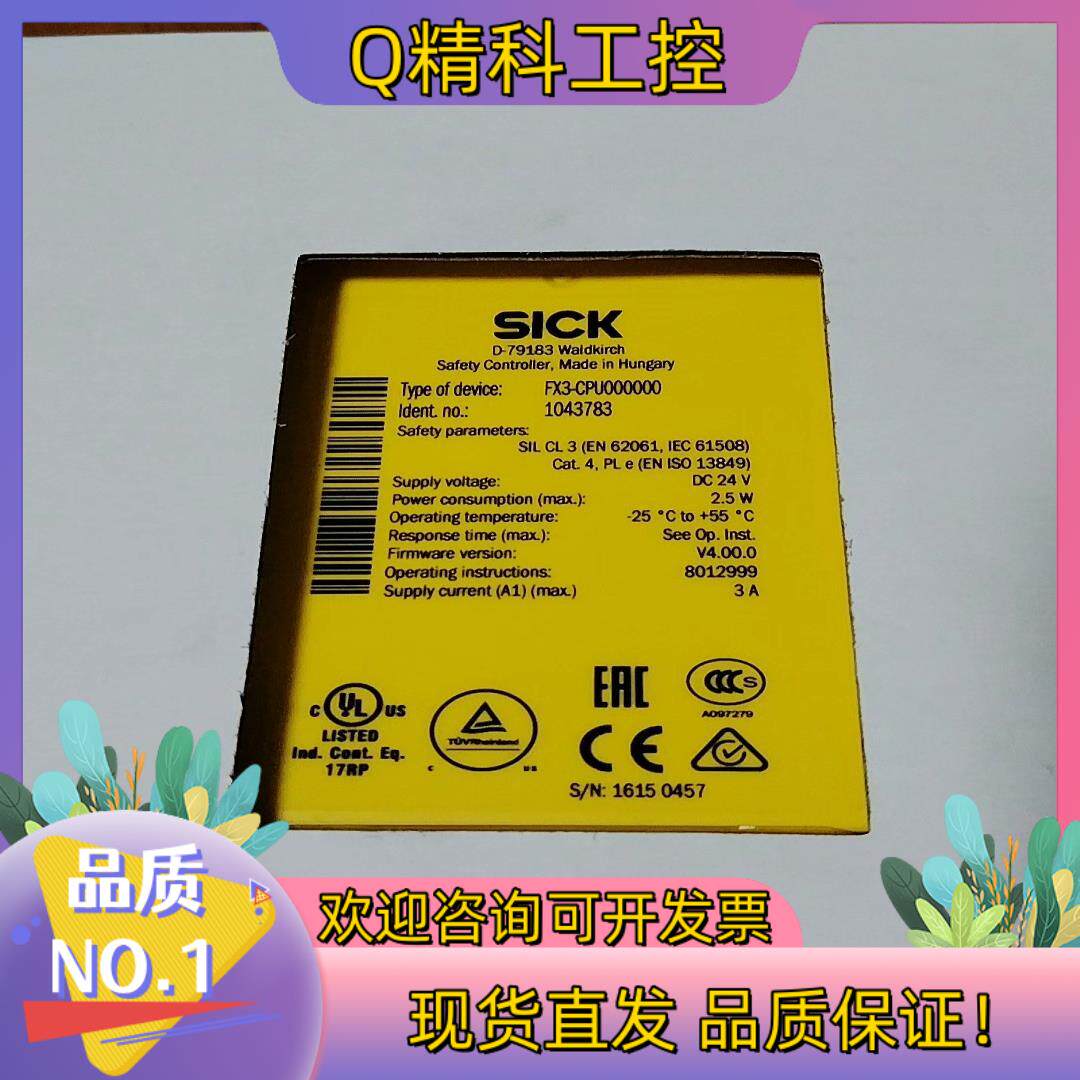 Q精科工控
SICK
D-79183 Waldkirch
Safety Controller, Made in Hungary
Type of device: FX3-CPU000000
Ident. no.: 1043783
Safety parameters:
SIL CL 3 (EN 62061, IEC 61508)
Cat. 4, PL e (EN ISO 13849)
Supply voltage: DC 24 V
Power consumption (max.): 2.5 W
Operating temperature: -25 °C to +55 °C
Response time (max.): See Op. Inst.
Firmware version: V4.00.0
Operating instructions: 8012999
Supply current (A1) (max.) 3 A
C UL US
LISTED
Ind. Cont. Eq.
17RP
TÜVRheinland
C US
EAC
CCC S
A097279
CE
S/N: 1615 0457
品质
NO.1
欢迎咨询可开发票
现货直发 品质保证!